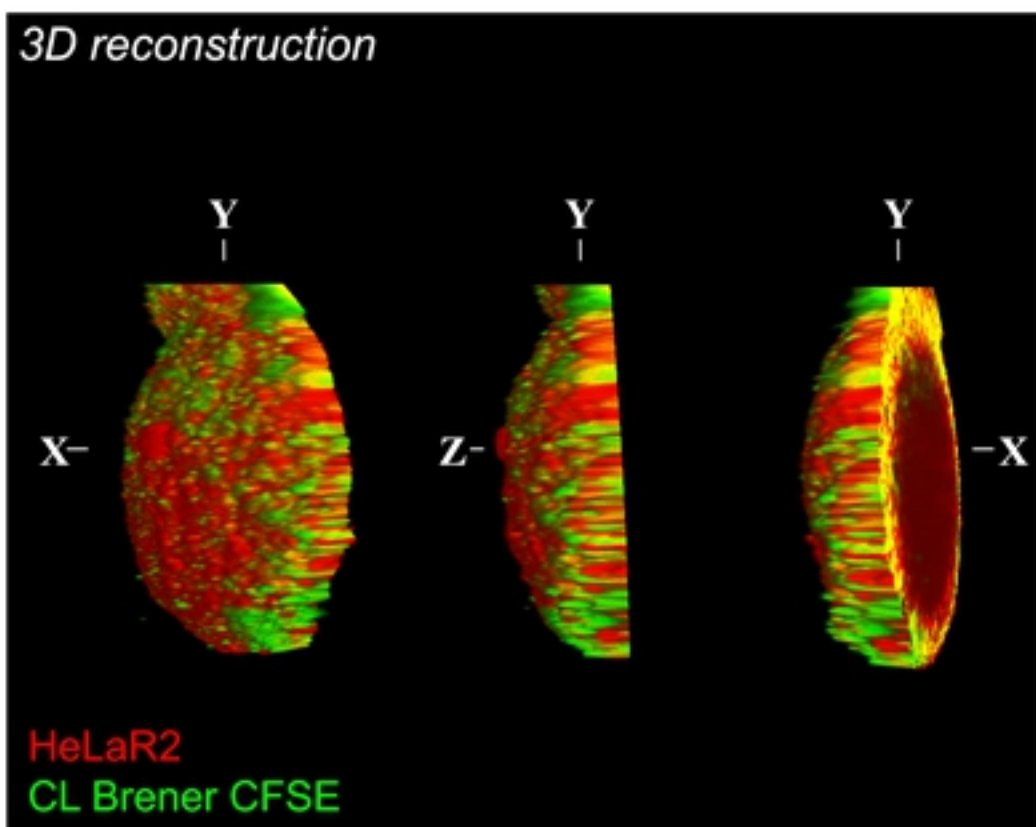 3D reconstruction
Y Y Y
X Z X
HeLaR2
CL Brener CFSE